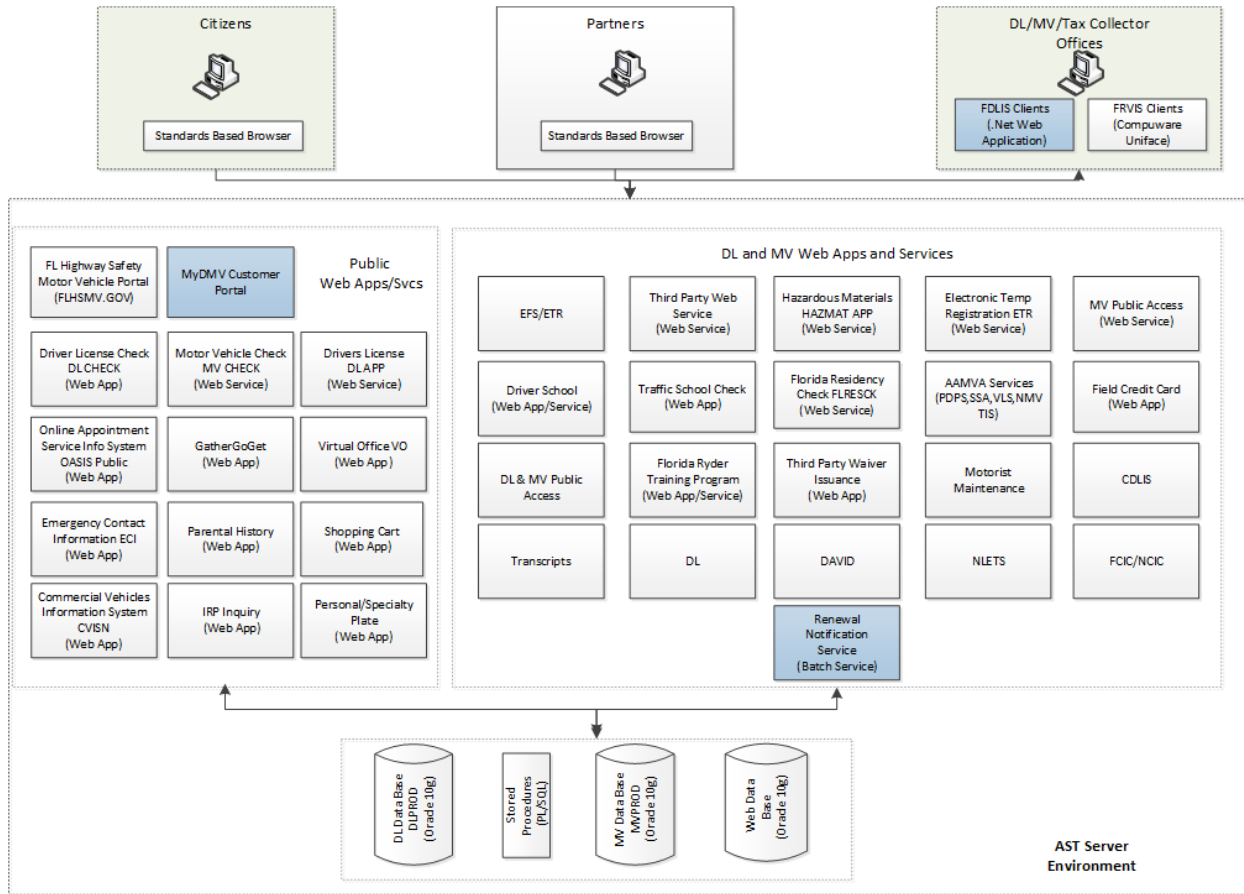 Citizens
Standards Based Browser
Partners
Standards Based Browser
DL/MV/Tax Collector
Offices
FDLIS Clients
(.Net Web
Application)
FRVIS Clients
(Compuware
Uniface)
Public
Web Apps/Svcs
FL Highway Safety
Motor Vehicle Portal
(FLHSMV.GOV)
MyDMV Customer
Portal
Driver License Check
DL CHECK
(Web App)
Motor Vehicle Check
MV CHECK
(Web Service)
Drivers License
DL APP
(Web Service)
Online Appointment
Service Info System
OASIS Public
(Web App)
GatherGoGet
(Web App)
Virtual Office VO
(Web App)
Emergency Contact
Information ECI
(Web App)
Parental History
(Web App)
Shopping Cart
(Web App)
Commercial Vehicles
Information System
CVISN
(Web App)
IRP Inquiry
(Web App)
Personal/Specialty
Plate
(Web App)
DL and MV Web Apps and Services
EFS/ETR
Third Party Web
Service
(Web Service)
Hazardous Materials
HAZMAT APP
(Web Service)
Electronic Temp
Registration ETR
(Web Service)
MV Public Access
(Web Service)
Driver School
(Web App/Service)
Traffic School Check
(Web App)
Florida Residency
Check FLRESCK
(Web Service)
AAMVA Services
(PDPS,SSA,VLS,NMV
TIS)
Field Credit Card
(Web App)
DL & MV Public
Access
Florida Ryder
Training Program
(Web App/Service)
Third Party Waiver
Issuance
(Web App)
Motorist
Maintenance
CDLIS
Transcripts
DL
DAVID
NLETS
FCIC/NCIC
Renewal
Notification
Service
(Batch Service)
DL Data Base
DLPROD
(Oracle 10g)
Stored
Procedures
(PL/SQL)
MV Data Base
MVPROD
(Oracle 10g)
Web Data
Base
(Oracle 10g)
AST Server
Environment